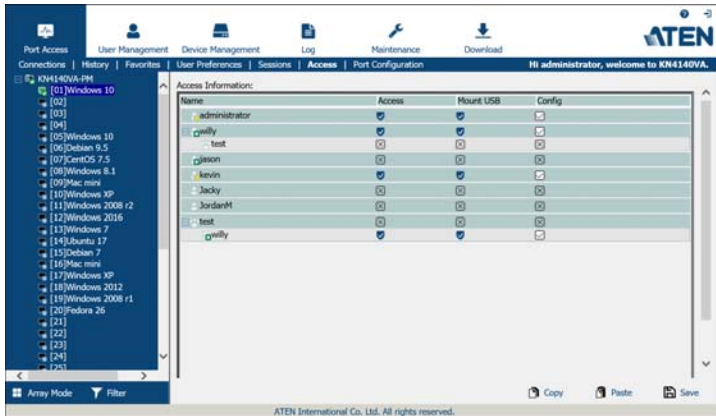 ATEN
Port Access
User Management
Device Management
Log
Maintenance
Download
Connections | History | Favorites | User Preferences | Sessions | Access | Port Configuration
Hi administrator, welcome to KN4140VA.
KN4140VA-PM
[01]Windows 10
[02]
[03]
[04]
[05]Windows 10
[06]Debian 9.5
[07]CentOS 7.5
[08]Windows 8.1
[09]Mac mini
[10]Windows XP
[11]Windows 2008 r2
[12]Windows 2016
[13]Windows 7
[14]Ubuntu 17
[15]Debian 7
[16]Mac mini
[17]Windows XP
[18]Windows 2012
[19]Windows 2008 r1
[20]Fedora 26
[21]
[22]
[23]
[24]
[25]
Array Mode
Filter
Access Information:
Name Access Mount USB Config
administrator
willy
test
jason
kevin
Jacky
JordanM
test
willy
Copy
Paste
Save
ATEN International Co. Ltd. All rights reserved.